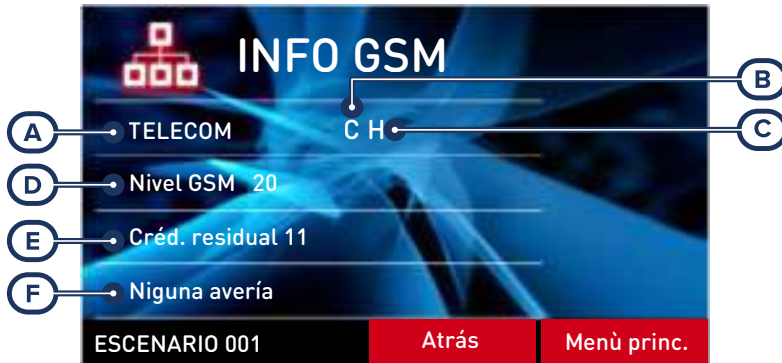 INFO GSM
B
A TELECOM C H C
D Nivel GSM 20
E Créd. residual 11
F Niguna avería
ESCENARIO 001 Atrás Menù princ.